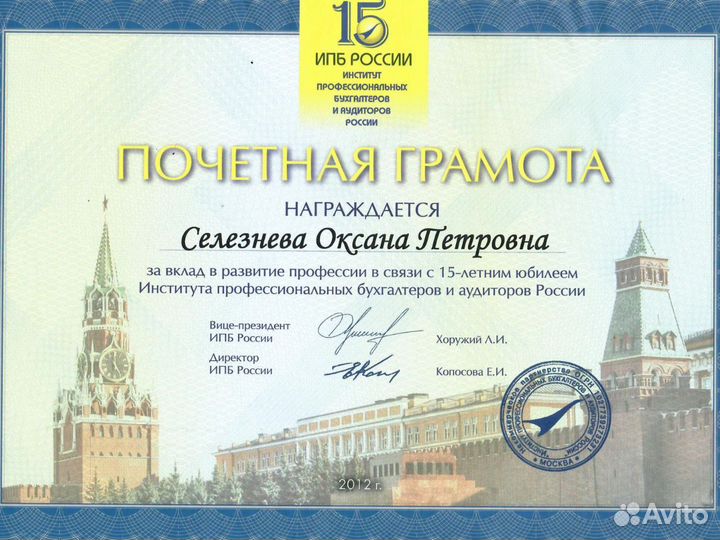 15
ИПБ РОССИИ
ИНСТИТУТ
ПРОФЕССИОНАЛЬНЫХ
БУХГАЛТЕРОВ
И АУДИТОРОВ
РОССИИ
ПОЧЕТНАЯ ГРАМОТА
НАГРАЖДАЕТСЯ
Селезнева Оксана Петровна
за вклад в развитие профессии в связи с 15-летним юбилеем
Института профессиональных бухгалтеров и аудиторов России
Вице-президент
ИПБ России
Хоружий Л.И.
Директор
ИПБ России
Копосова Е.И.
Некоммерческое партнерство
МОСКВА
2012 г.
Avito